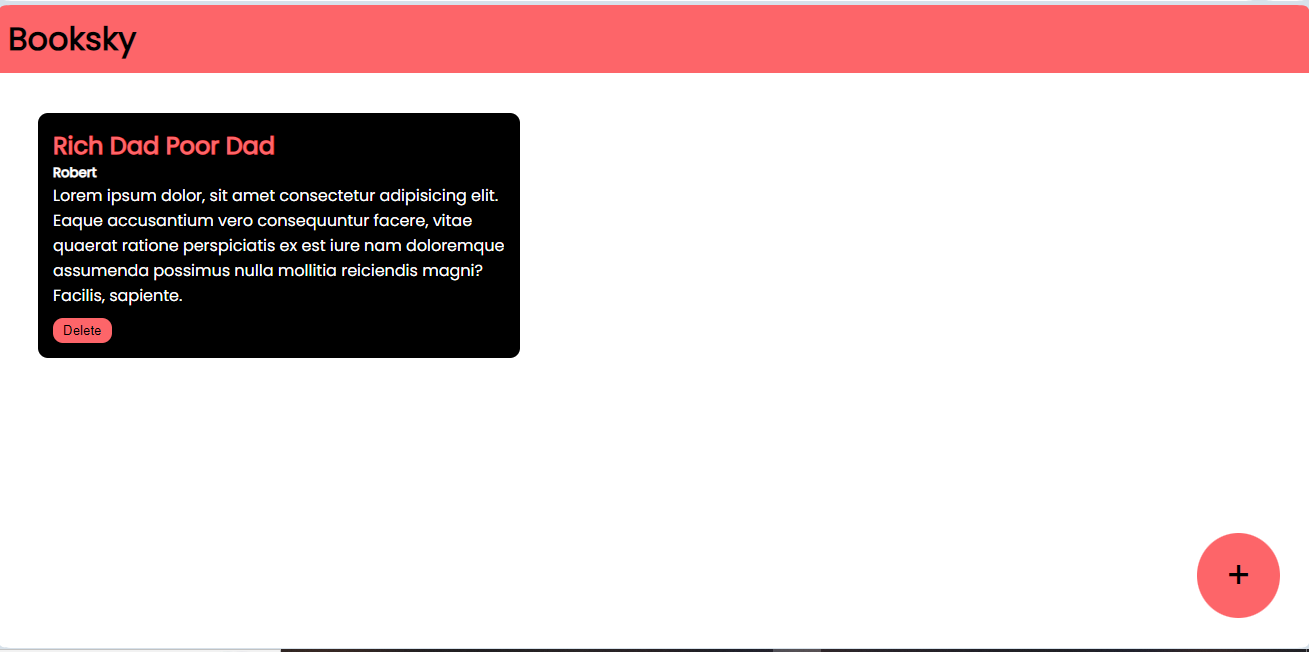 Booksky
Rich Dad Poor Dad
Robert
Lorem ipsum dolor, sit amet consectetur adipisicing elit.
Eaque accusantium vero consequuntur facere, vitae
quaerat ratione perspiciatis ex est iure nam doloremque
assumenda possimus nulla mollitia reiciendis magni?
Facilis, sapiente.
Delete
+